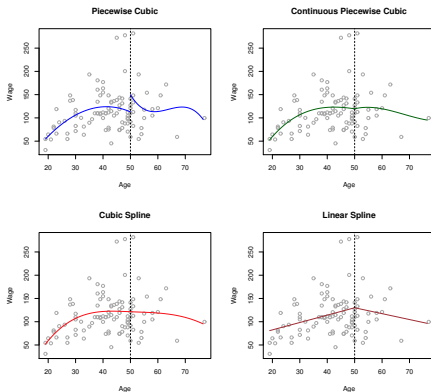 Piecewise Cubic
Continuous Piecewise Cubic
Wage
50 100 150 200 250
20 30 40 50 60 70
Age
Wage
50 100 150 200 250
20 30 40 50 60 70
Age
Cubic Spline
Linear Spline
Wage
50 100 150 200 250
20 30 40 50 60 70
Age
Wage
50 100 150 200 250
20 30 40 50 60 70
Age